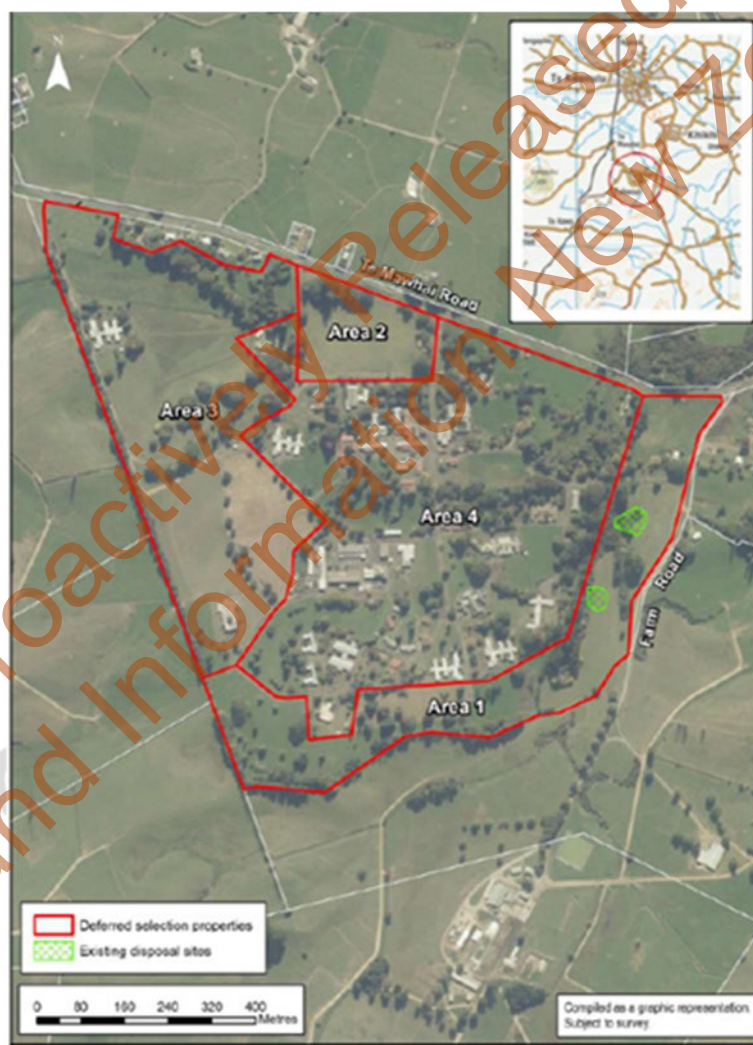 Proactively Released
Land Information New Ze
Te Mawhai Road
Area 2
Area 3
Area 4
Farm Road
Area 1
Deferred selection properties
Existing disposal sites
0 80 160 240 320 400
Metres
Compiled as a graphic representation.
Subject to survey.